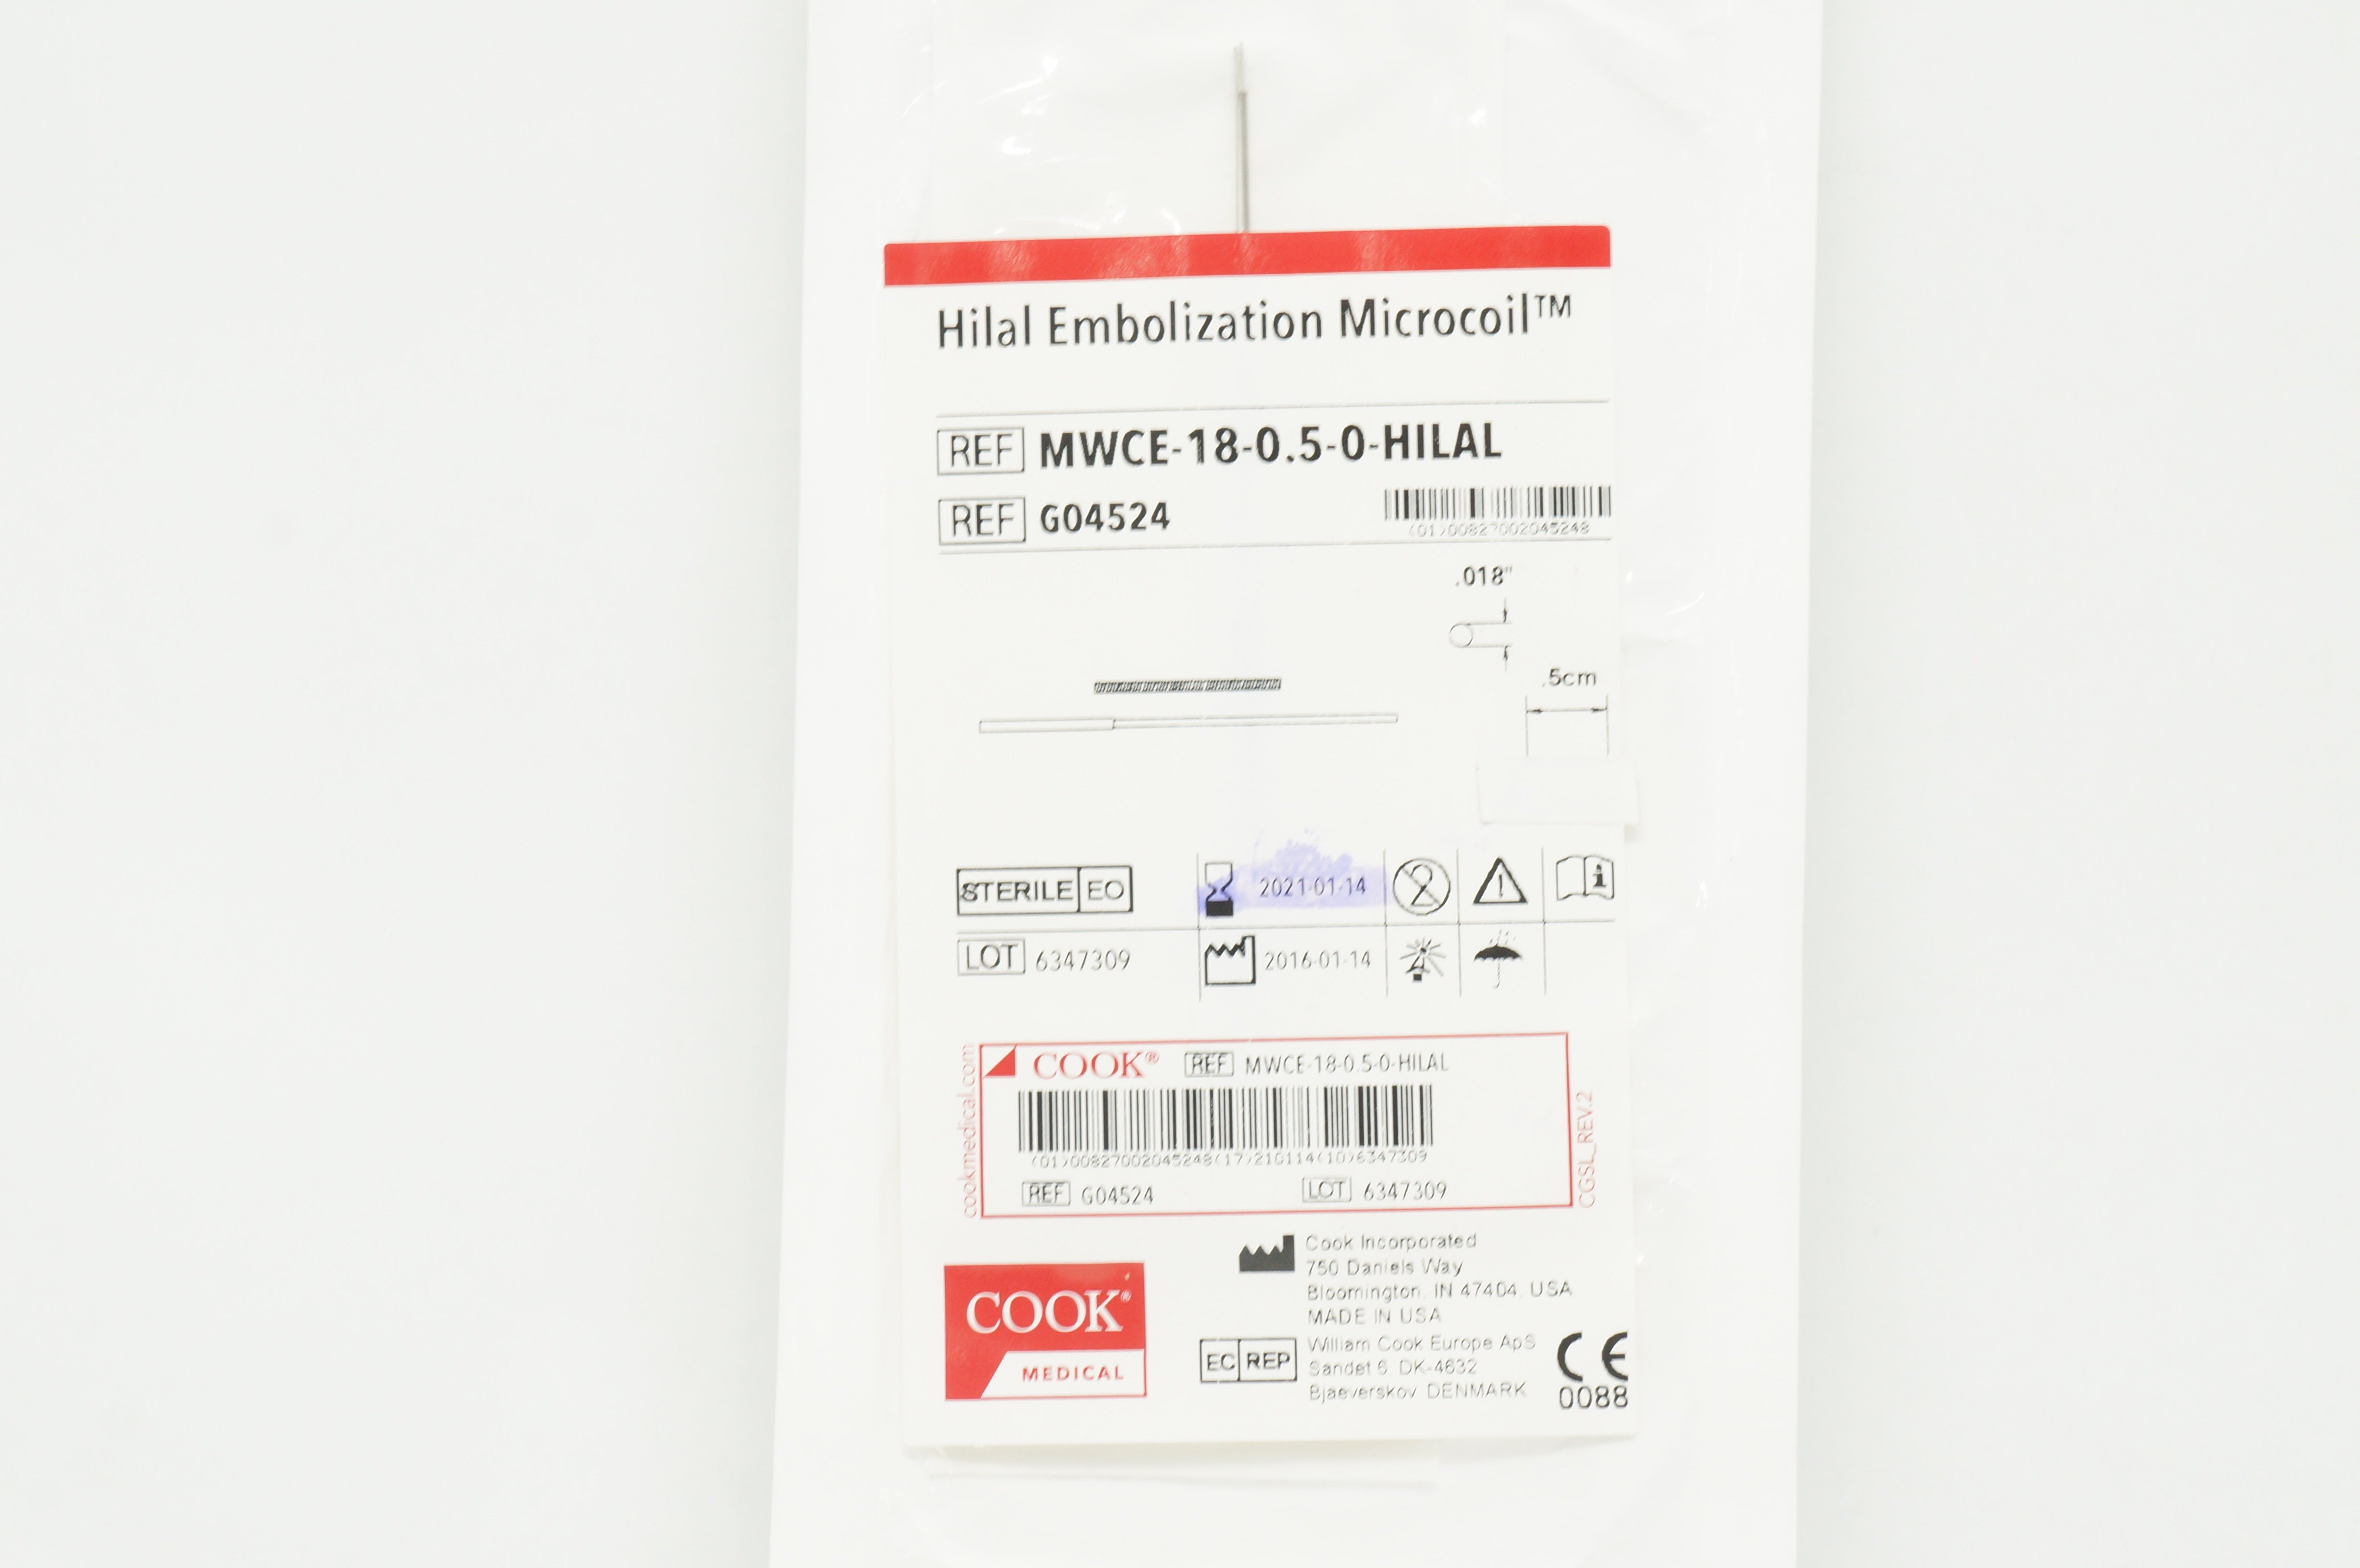 Hilal Embolization Microcoil™
REF MWCE-18-0.5-0-HILAL
REF G04524
(01)00827002045248
.018"
.5cm
STERILE EO
2021-01-14
2
LOT 6347309
2016-01-14
COOK® REF MWCE-18-0.5-0-HILAL
(01)00827002045248(17)210114(10)6347309
REF G04524 LOT 6347309
cookmedical.com
CGSL_REV.2
Cook Incorporated
750 Daniels Way
Bloomington, IN 47404, USA
MADE IN USA
EC REP
William Cook Europe ApS
Sandet 6, DK-4632
Bjaeverskov DENMARK
CE
0088
COOK®
MEDICAL